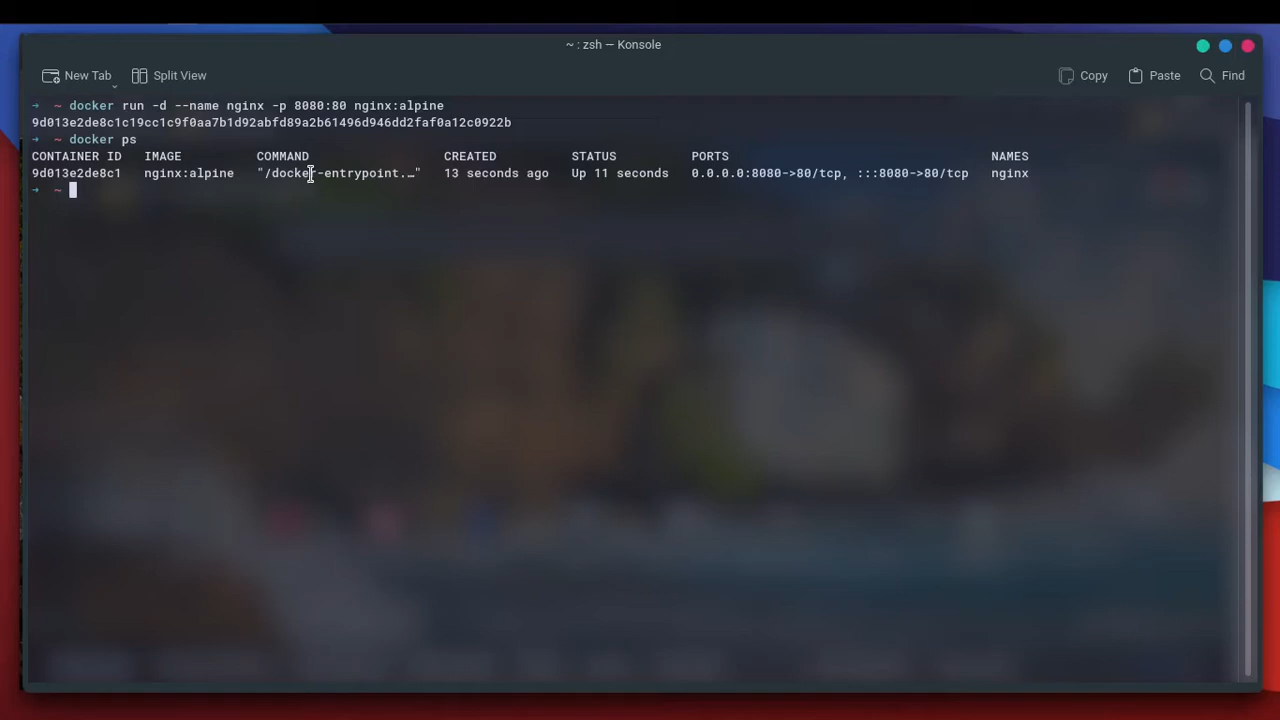 ~ : zsh — Konsole
New Tab Split View Copy Paste Find
→ ~ docker run -d --name nginx -p 8080:80 nginx:alpine
9d013e2de8c1c19cc1c9f0aa7b1d92abfd89a2b61496d946dd2faf0a12c0922b
→ ~ docker ps
CONTAINER ID IMAGE COMMAND CREATED STATUS PORTS NAMES
9d013e2de8c1 nginx:alpine "/docker-entrypoint.…" 13 seconds ago Up 11 seconds 0.0.0.0:8080->80/tcp, :::8080->80/tcp nginx
→ ~